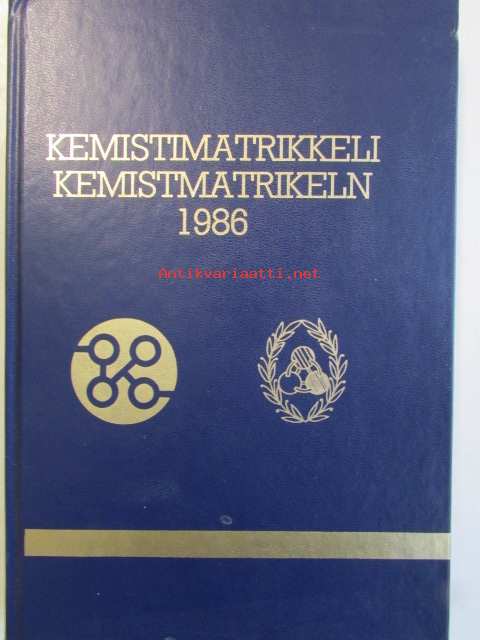 KEMISTIMATRIKKELI
KEMISTMATRIKELN
1986
Antikvariaatti.net